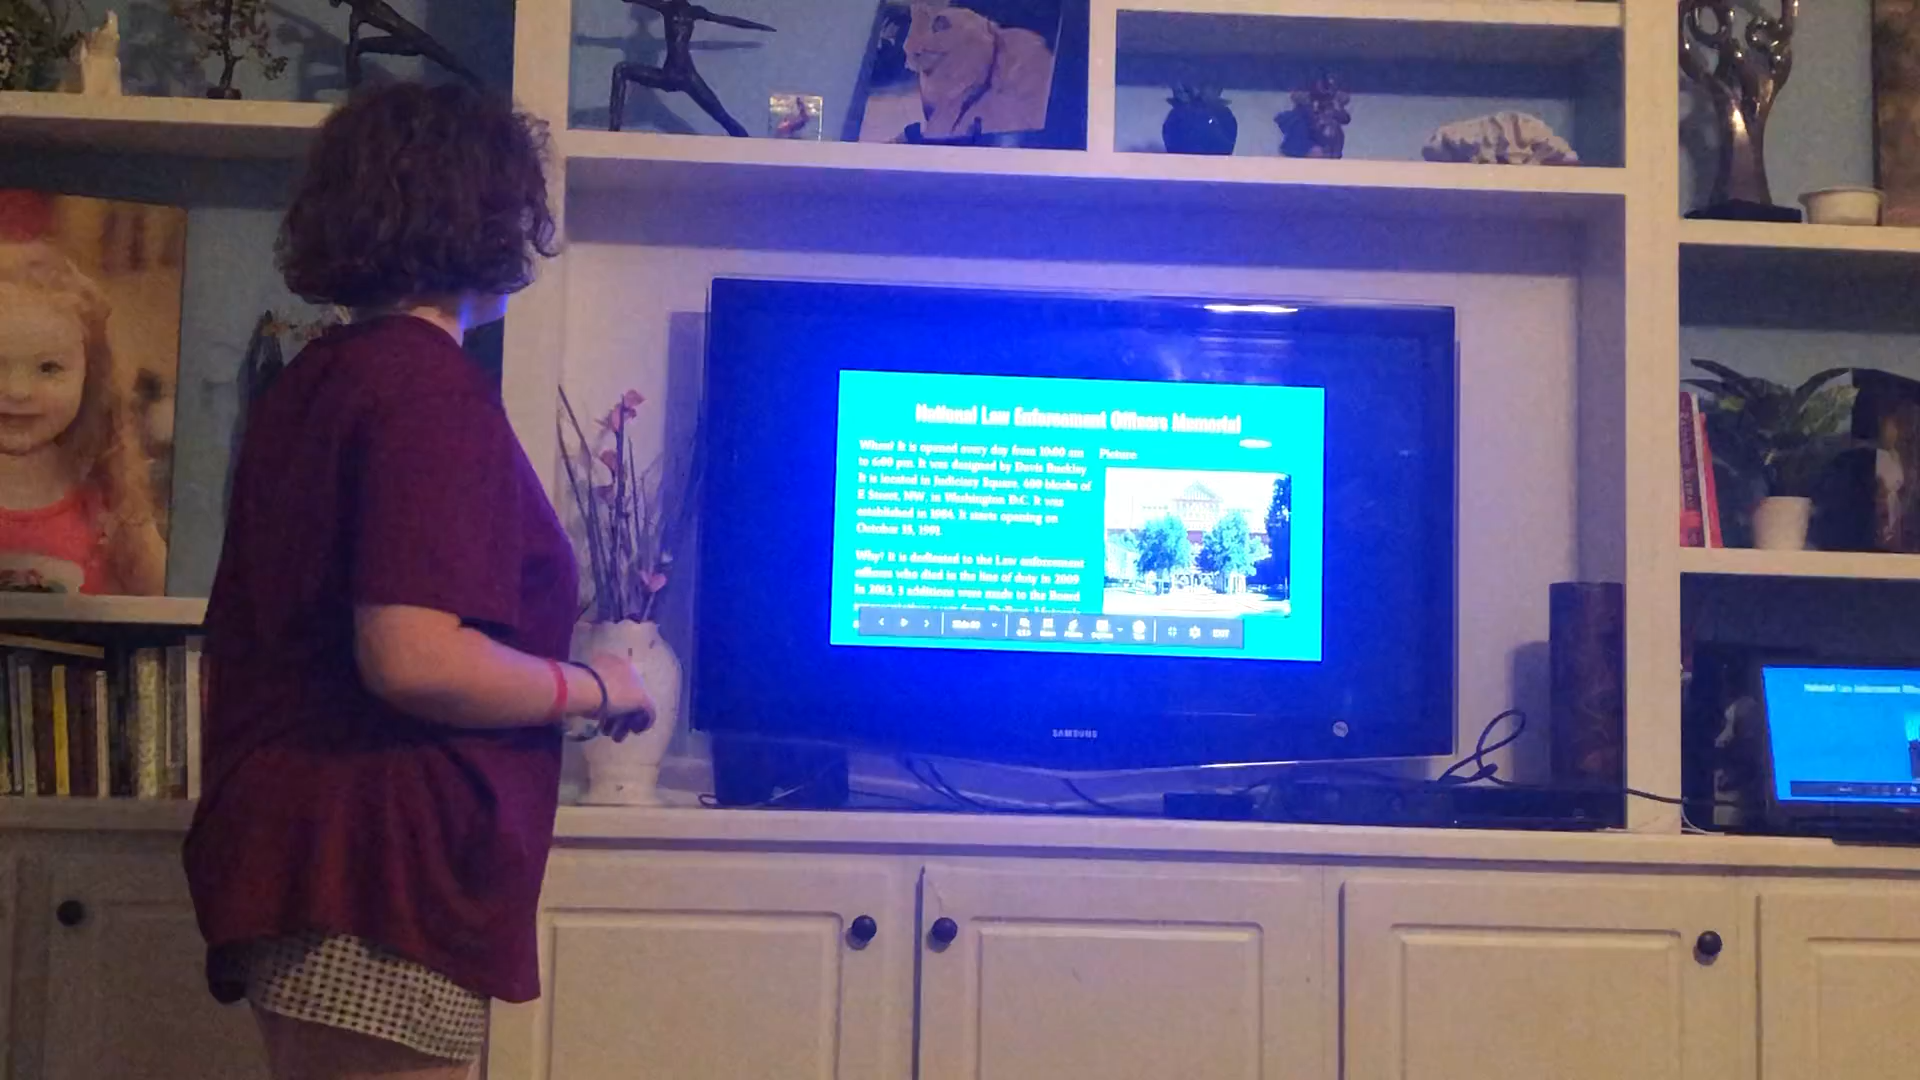 National Law Enforcement Officers Memorial
When? It is opened every day from 10:00 am
to 6:00 pm. It was designed by Davis Buckley
It is located in Judiciary Square, 400 blocks of
E Street, NW, in Washington D.C. It was
established in 1984. It starts opening on
October 15, 1991.
Picture
Why? It is dedicated to the Law enforcement
officers who died in the line of duty in 2009
In 2012, 3 additions were made to the Board
EXIT
SAMSUNG
National Law Enforcement